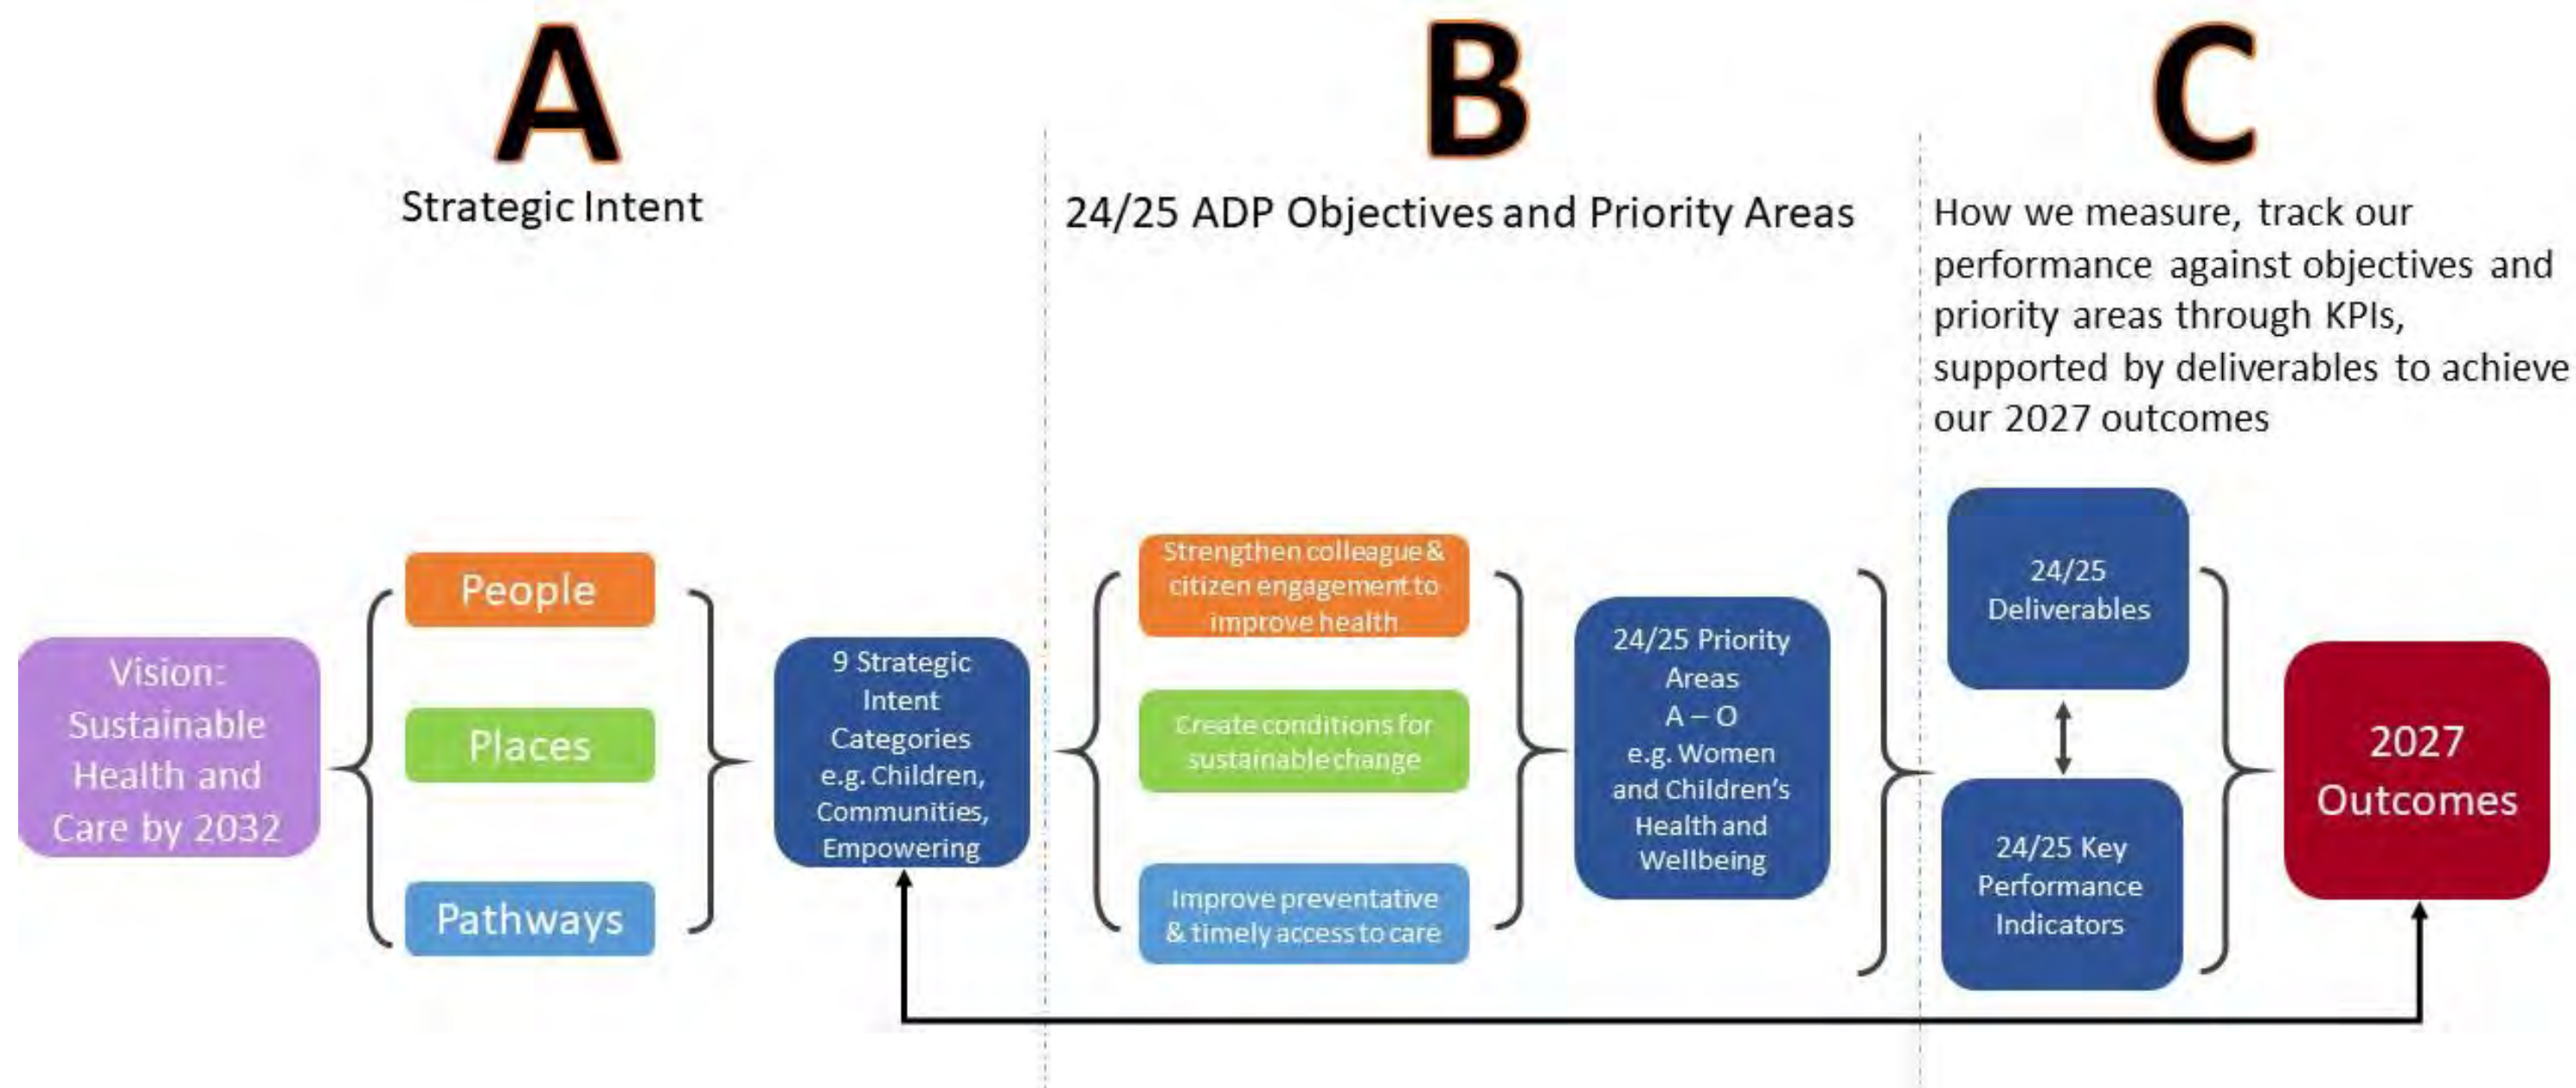 A
Strategic Intent
Vision:
Sustainable
Health and
Care by 2032
People
Places
Pathways
9 Strategic
Intent
Categories
e.g. Children,
Communities,
Empowering
B
24/25 ADP Objectives and Priority Areas
Strengthen colleague &
citizen engagement to
improve health
Create conditions for
sustainable change
Improve preventative
& timely access to care
24/25 Priority
Areas
A – O
e.g. Women
and Children's
Health and
Wellbeing
C
How we measure, track our
performance against objectives and
priority areas through KPIs,
supported by deliverables to achieve
our 2027 outcomes
24/25
Deliverables
24/25 Key
Performance
Indicators
2027
Outcomes